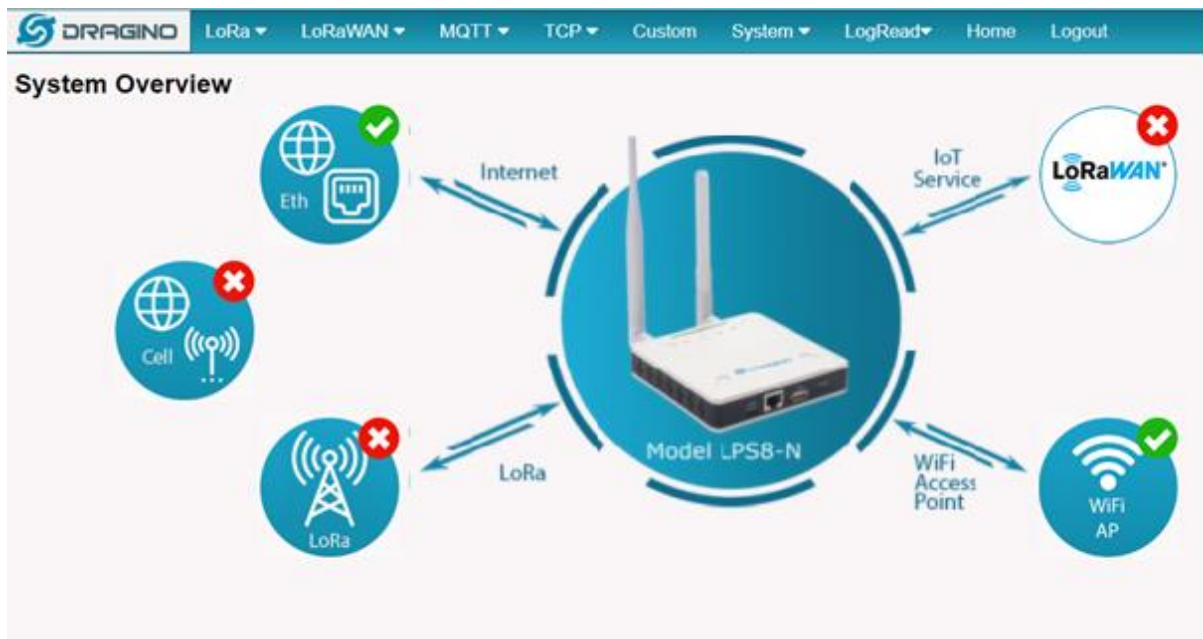 DRAGINO LoRa LoRaWAN MQTT TCP Custom System LogRead Home Logout
System Overview
Eth
Internet
IoT
Service
LoRaWAN
Cell
Model LPS8-N
LoRa
LoRa
WiFi
Access
Point
WiFi
AP